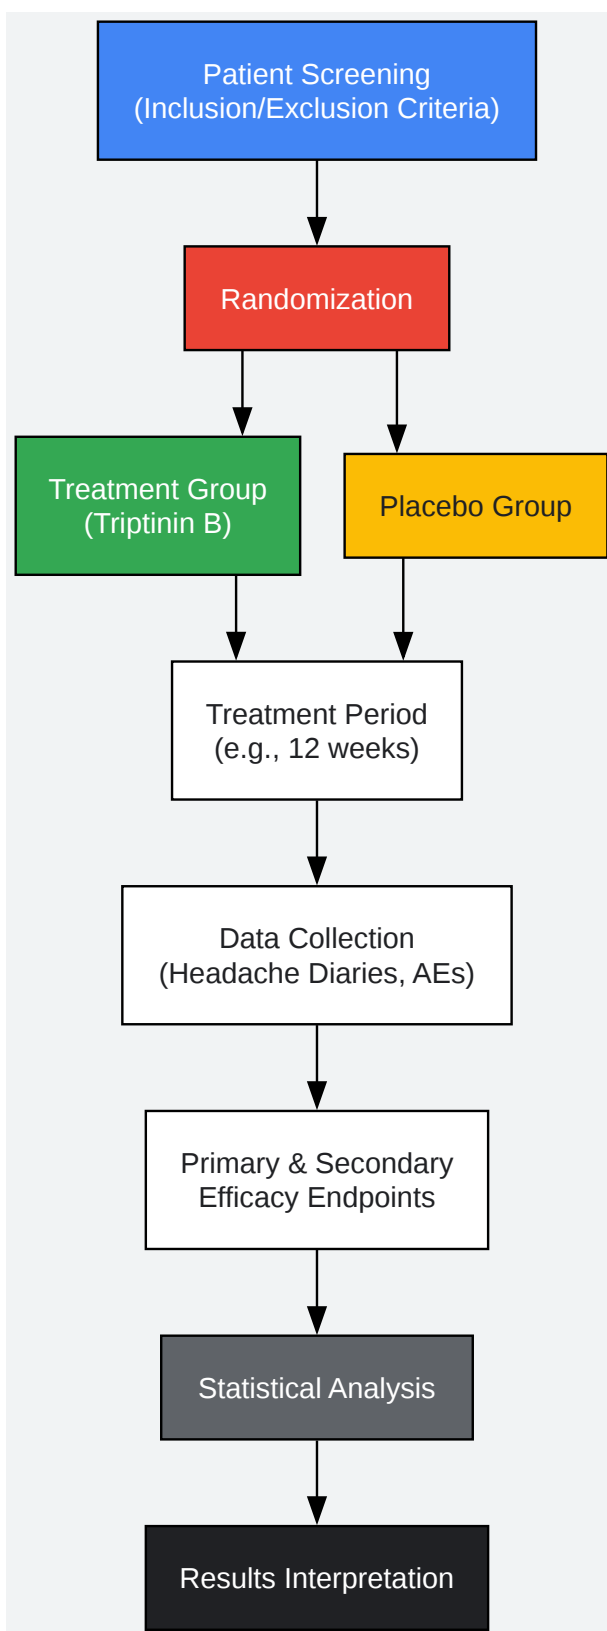 Patient Screening
(Inclusion/Exclusion Criteria)
Randomization
Treatment Group
(Triptinin B)
Placebo Group
Treatment Period
(e.g., 12 weeks)
Data Collection
(Headache Diaries, AEs)
Primary & Secondary
Efficacy Endpoints
Statistical Analysis
Results Interpretation